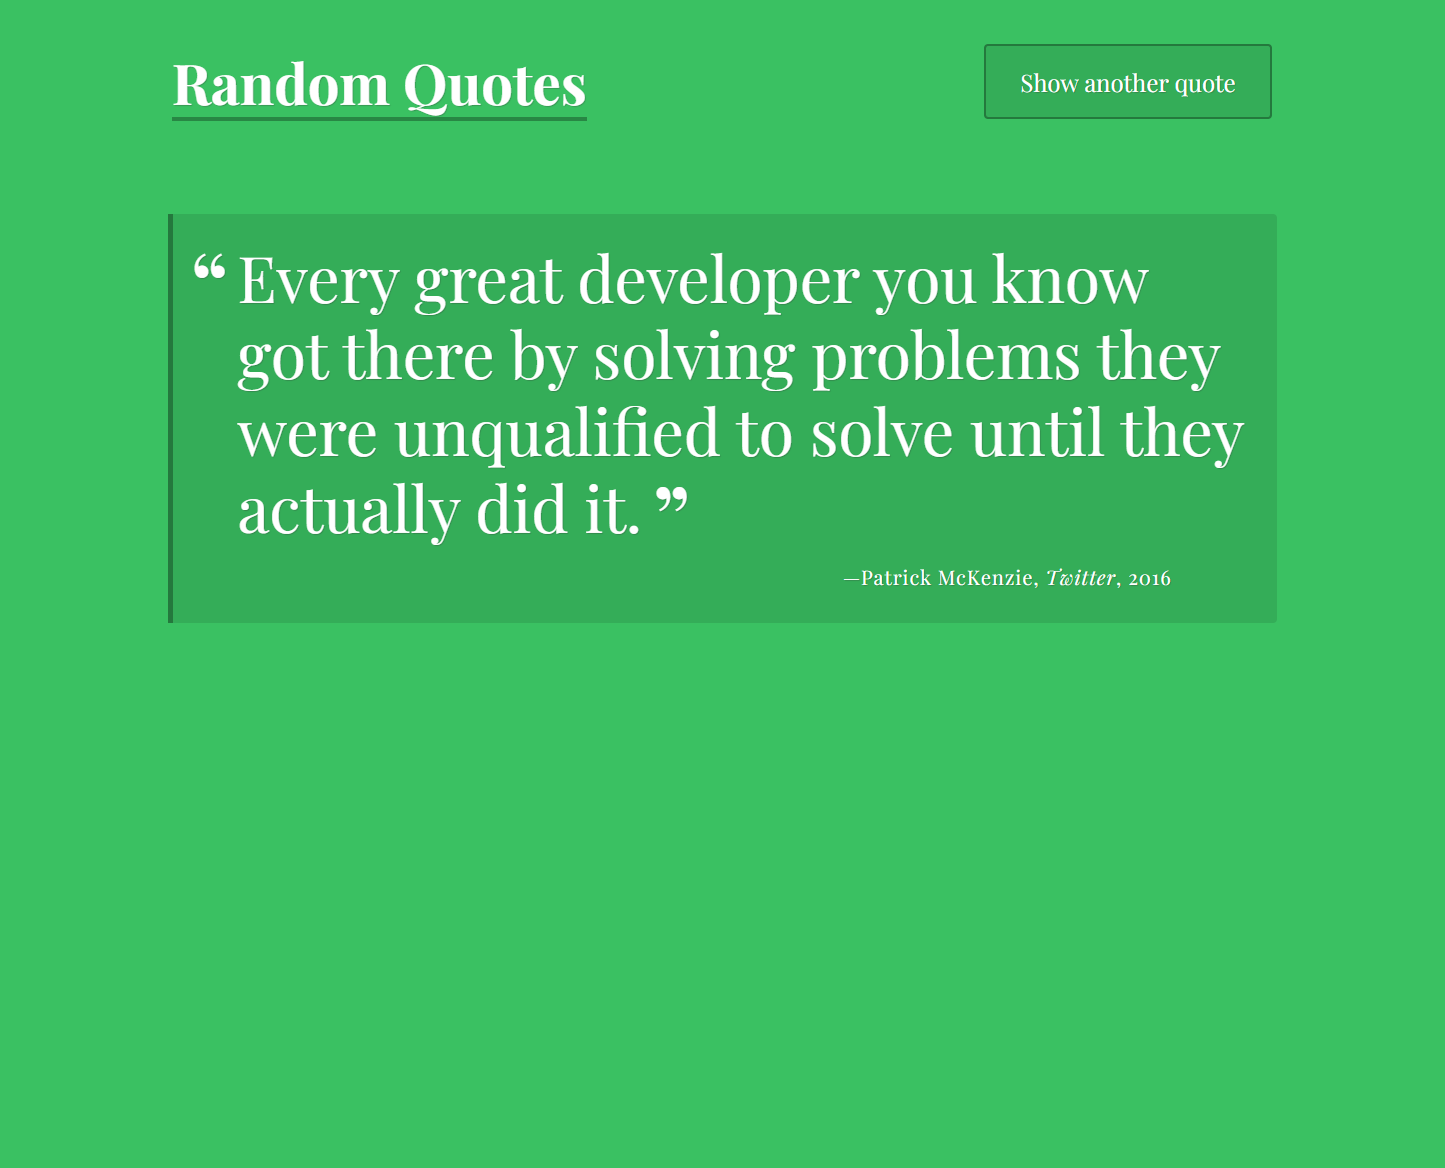 Random Quotes
Show another quote
“ Every great developer you know
got there by solving problems they
were unqualified to solve until they
actually did it. ”
—Patrick McKenzie, Twitter, 2016